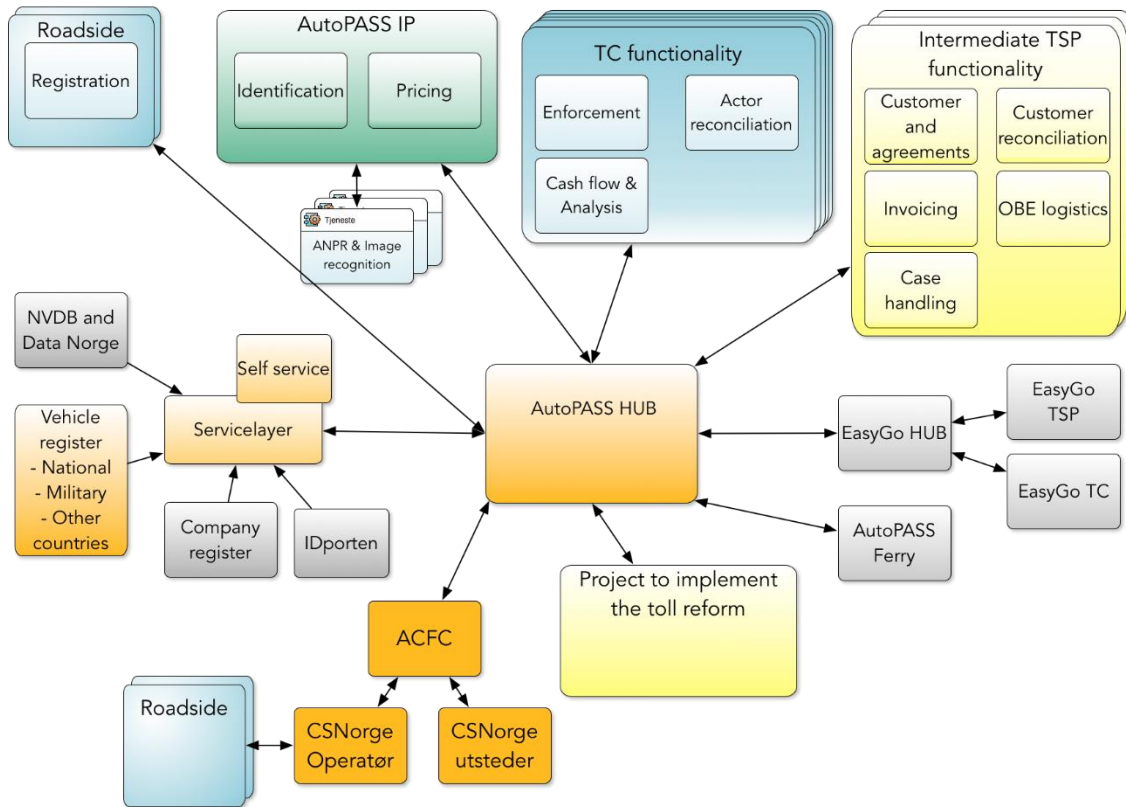 Roadside
Registration
AutoPASS IP
Identification
Pricing
Tjeneste
ANPR & Image
recognition
TC functionality
Enforcement
Actor
reconciliation
Cash flow &
Analysis
Intermediate TSP
functionality
Customer
and
agreements
Customer
reconciliation
Invoicing
OBE logistics
Case
handling
NVDB and
Data Norge
Self service
Servicelayer
Vehicle
register
- National
- Military
- Other
countries
Company
register
IDporten
AutoPASS HUB
EasyGo HUB
EasyGo
TSP
EasyGo TC
AutoPASS
Ferry
Project to implement
the toll reform
ACFC
Roadside
CSNorge
Operatør
CSNorge
utsteder